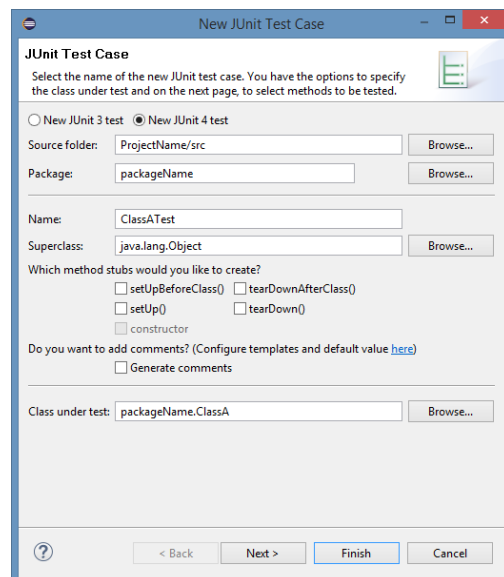 New JUnit Test Case
JUnit Test Case
Select the name of the new JUnit test case. You have the options to specify
the class under test and on the next page, to select methods to be tested.
New JUnit 3 test New JUnit 4 test
Source folder: ProjectName/src Browse...
Package: packageName Browse...
Name: ClassATest
Superclass: java.lang.Object Browse...
Which method stubs would you like to create?
setUpBeforeClass() tearDownAfterClass()
setUp() tearDown()
constructor
Do you want to add comments? (Configure templates and default value here)
Generate comments
Class under test: packageName.ClassA Browse...
? < Back Next > Finish Cancel